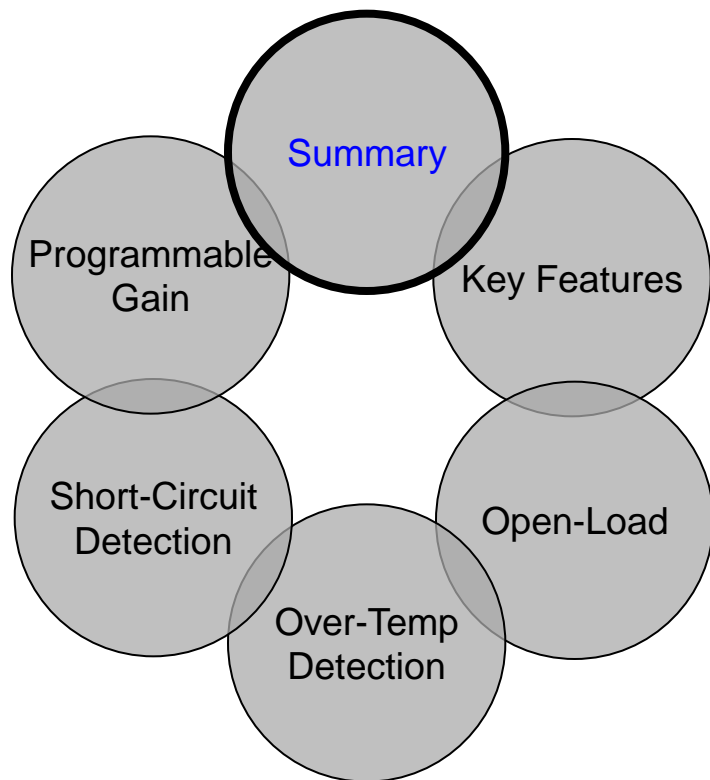 Summary
Programmable
Gain
Key Features
Short-Circuit
Detection
Open-Load
Over-Temp
Detection